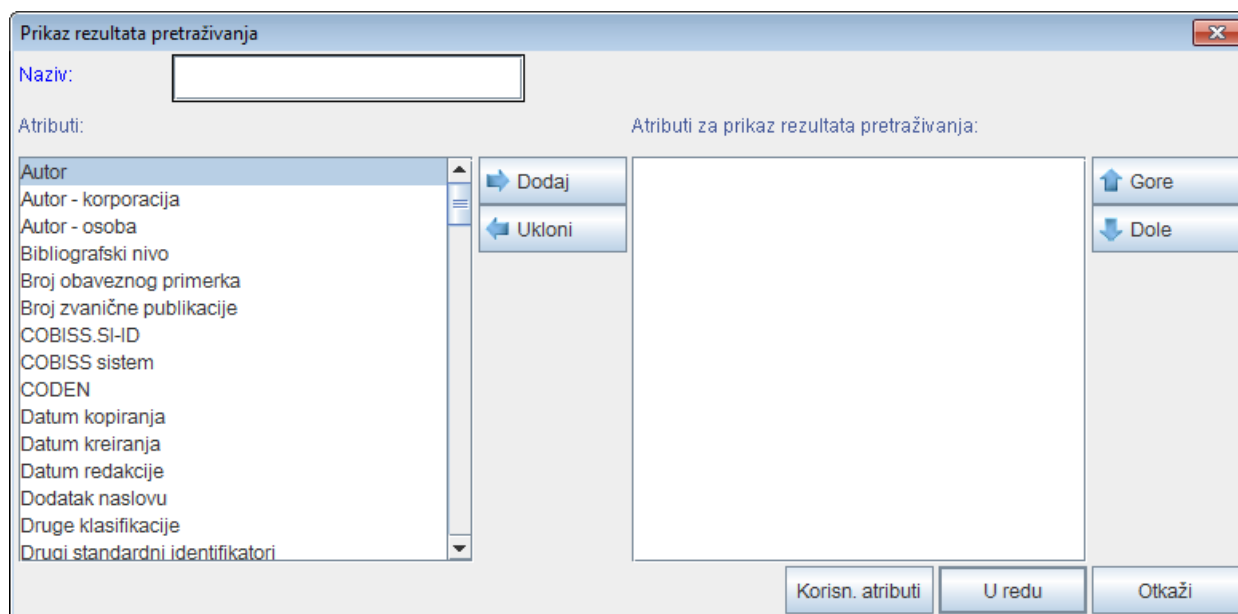 Prikaz rezultata pretraživanja
Naziv:
Atributi:
Atributi za prikaz rezultata pretraživanja:
Autor
Autor - korporacija
Autor - osoba
Bibliografski nivo
Broj obaveznog primerka
Broj zvanične publikacije
COBISS.SI-ID
COBISS sistem
CODEN
Datum kopiranja
Datum kreiranja
Datum redakcije
Dodatak naslovu
Druge klasifikacije
Drugi standardni identifikatori
Dodaj
Ukloni
Gore
Dole
Korisn. atributi
U redu
Otkaži